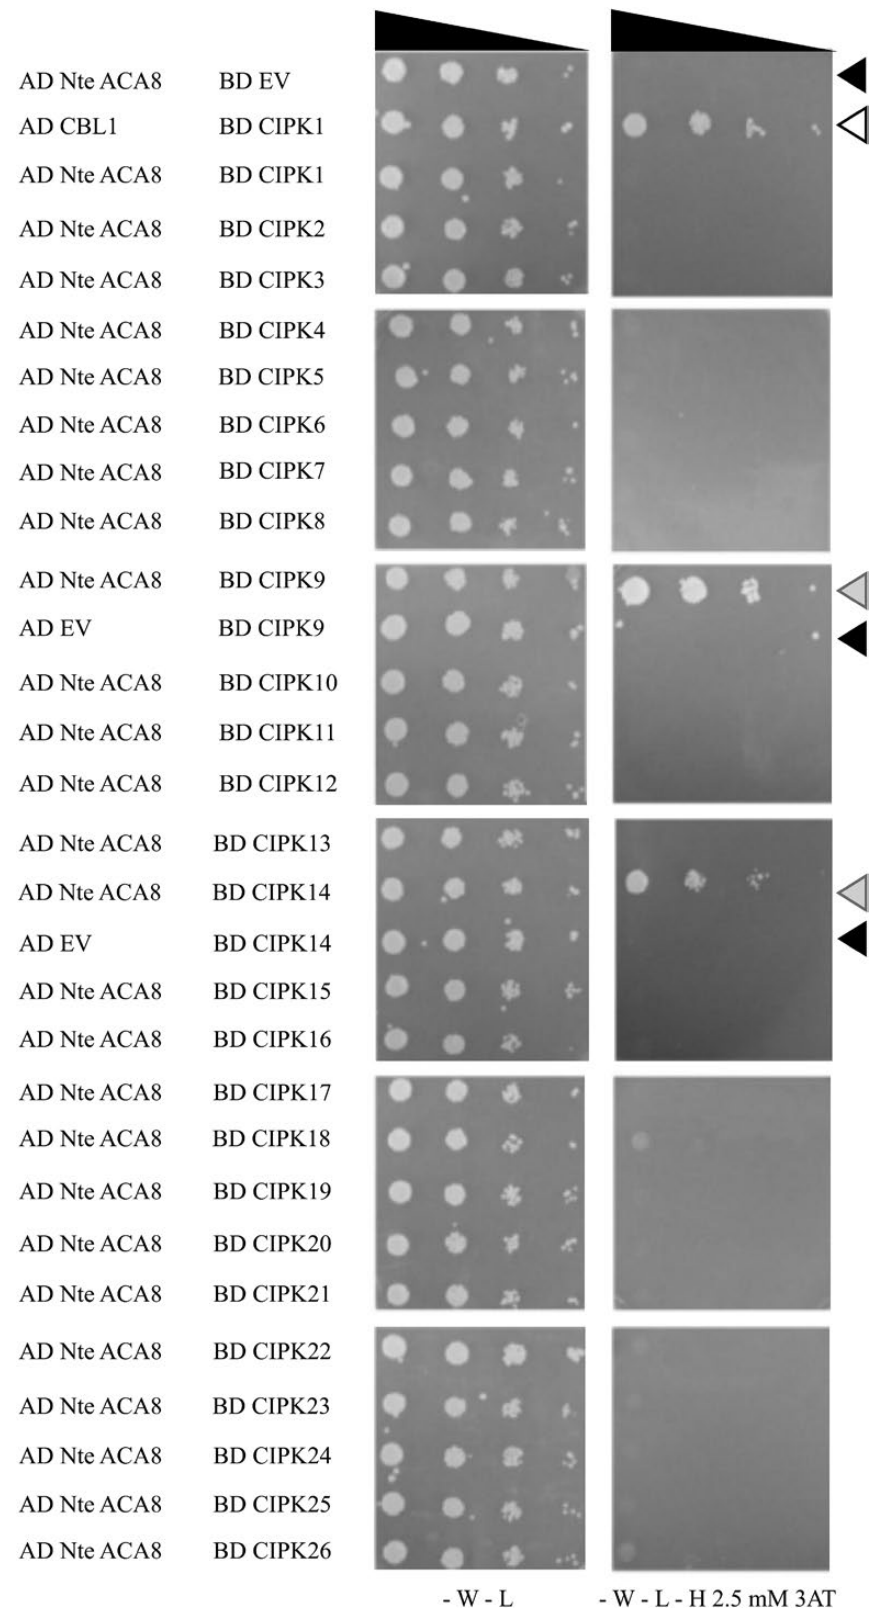 AD Nte ACA8 BD EV
AD CBL1 BD CIPK1
AD Nte ACA8 BD CIPK1
AD Nte ACA8 BD CIPK2
AD Nte ACA8 BD CIPK3
AD Nte ACA8 BD CIPK4
AD Nte ACA8 BD CIPK5
AD Nte ACA8 BD CIPK6
AD Nte ACA8 BD CIPK7
AD Nte ACA8 BD CIPK8
AD Nte ACA8 BD CIPK9
AD EV BD CIPK9
AD Nte ACA8 BD CIPK10
AD Nte ACA8 BD CIPK11
AD Nte ACA8 BD CIPK12
AD Nte ACA8 BD CIPK13
AD Nte ACA8 BD CIPK14
AD EV BD CIPK14
AD Nte ACA8 BD CIPK15
AD Nte ACA8 BD CIPK16
AD Nte ACA8 BD CIPK17
AD Nte ACA8 BD CIPK18
AD Nte ACA8 BD CIPK19
AD Nte ACA8 BD CIPK20
AD Nte ACA8 BD CIPK21
AD Nte ACA8 BD CIPK22
AD Nte ACA8 BD CIPK23
AD Nte ACA8 BD CIPK24
AD Nte ACA8 BD CIPK25
AD Nte ACA8 BD CIPK26
- W - L - W - L - H 2.5 mM 3AT